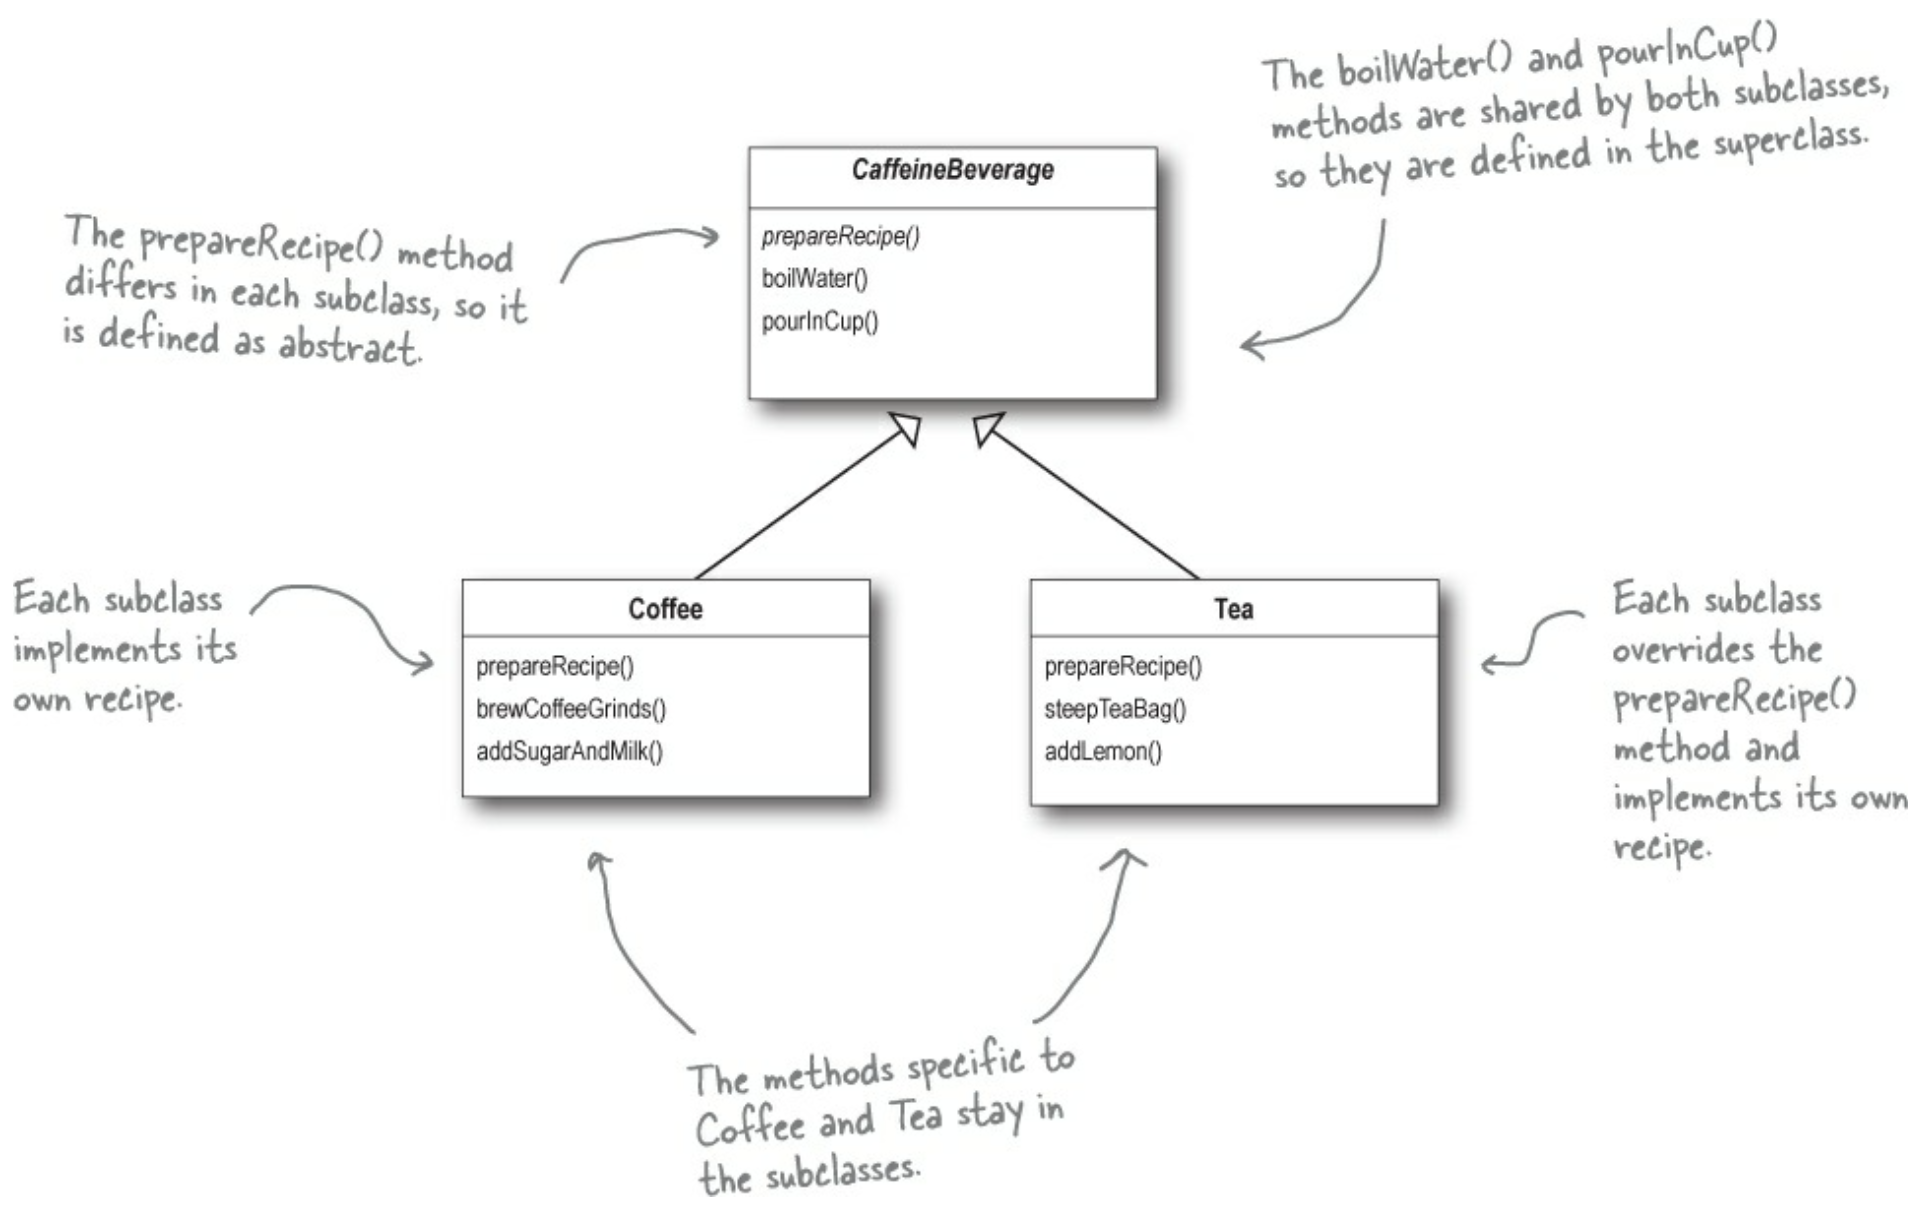 The boilWater() and pourInCup()
methods are shared by both subclasses,
so they are defined in the superclass.
CaffeineBeverage
prepareRecipe()
boilWater()
pourInCup()
The prepareRecipe() method
differs in each subclass, so it
is defined as abstract.
Each subclass
implements its
own recipe.
Coffee
prepareRecipe()
brewCoffeeGrinds()
addSugarAndMilk()
Tea
prepareRecipe()
steepTeaBag()
addLemon()
Each subclass
overrides the
prepareRecipe()
method and
implements its own
recipe.
The methods specific to
Coffee and Tea stay in
the subclasses.